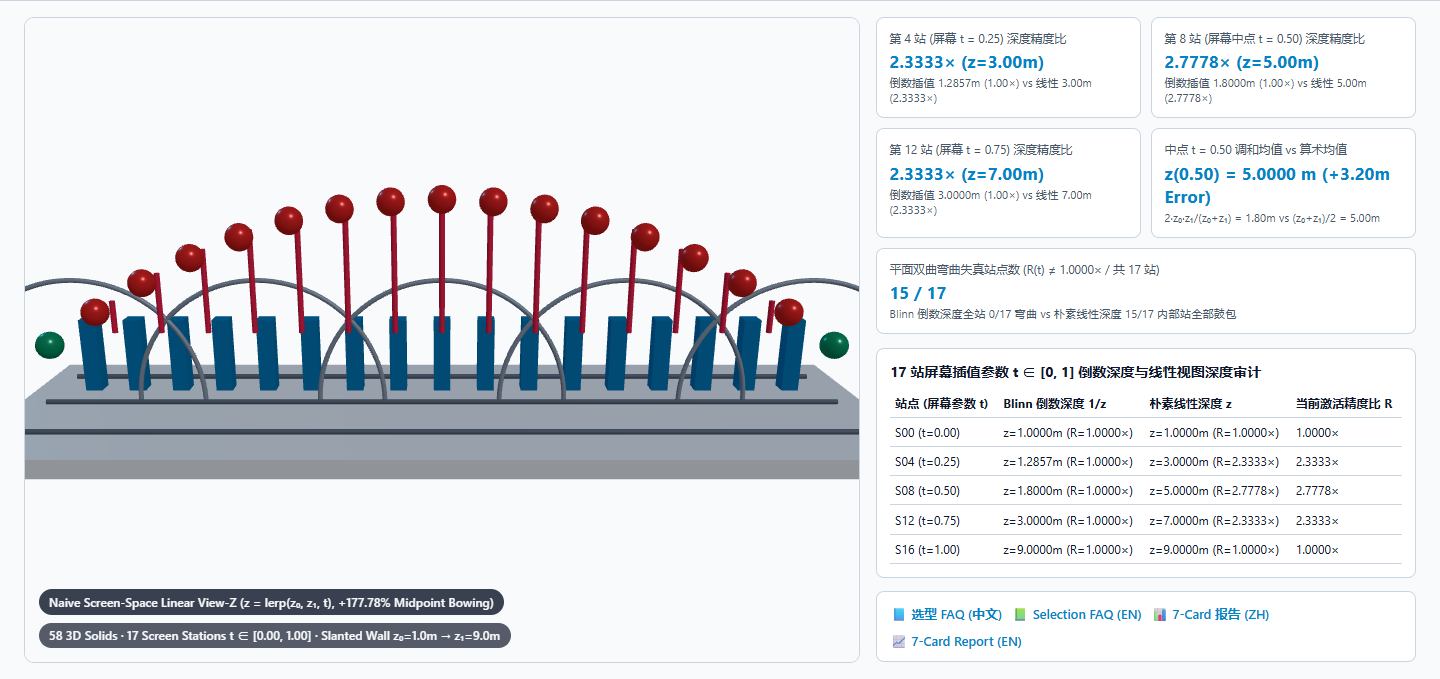 Naive Screen-Space Linear View-Z (z = lerp(z₀, z₁, t), +177.78% Midpoint Bowing)
58 3D Solids · 17 Screen Stations t ∈ [0.00, 1.00] · Slanted Wall z₀=1.0m → z₁=9.0m
第 4 站 (屏幕 t = 0.25) 深度精度比
2.3333× (z=3.00m)
倒数插值 1.2857m (1.00×) vs 线性 3.00m
(2.3333×)
第 8 站 (屏幕中点 t = 0.50) 深度精度比
2.7778× (z=5.00m)
倒数插值 1.8000m (1.00×) vs 线性 5.00m
(2.7778×)
第 12 站 (屏幕 t = 0.75) 深度精度比
2.3333× (z=7.00m)
倒数插值 3.0000m (1.00×) vs 线性 7.00m
(2.3333×)
中点 t = 0.50 调和均值 vs 算术均值
z(0.50) = 5.0000 m (+3.20m
Error)
2·z₀·z₁/(z₀+z₁) = 1.80m vs (z₀+z₁)/2 = 5.00m
平面双曲弯曲失真站点数 (R(t) ≠ 1.0000× / 共 17 站)
15 / 17
Blinn 倒数深度全站 0/17 弯曲 vs 朴素线性深度 15/17 内部站全部鼓包
17 站屏幕插值参数 t ∈ [0, 1] 倒数深度与线性视图深度审计
站点 (屏幕参数 t) Blinn 倒数深度 1/z 朴素线性深度 z 当前激活精度比 R
S00 (t=0.00) z=1.0000m (R=1.0000×) z=1.0000m (R=1.0000×) 1.0000×
S04 (t=0.25) z=1.2857m (R=1.0000×) z=3.0000m (R=2.3333×) 2.3333×
S08 (t=0.50) z=1.8000m (R=1.0000×) z=5.0000m (R=2.7778×) 2.7778×
S12 (t=0.75) z=3.0000m (R=1.0000×) z=7.0000m (R=2.3333×) 2.3333×
S16 (t=1.00) z=9.0000m (R=1.0000×) z=9.0000m (R=1.0000×) 1.0000×
选型 FAQ (中文) Selection FAQ (EN) 7-Card 报告 (ZH)
7-Card Report (EN)